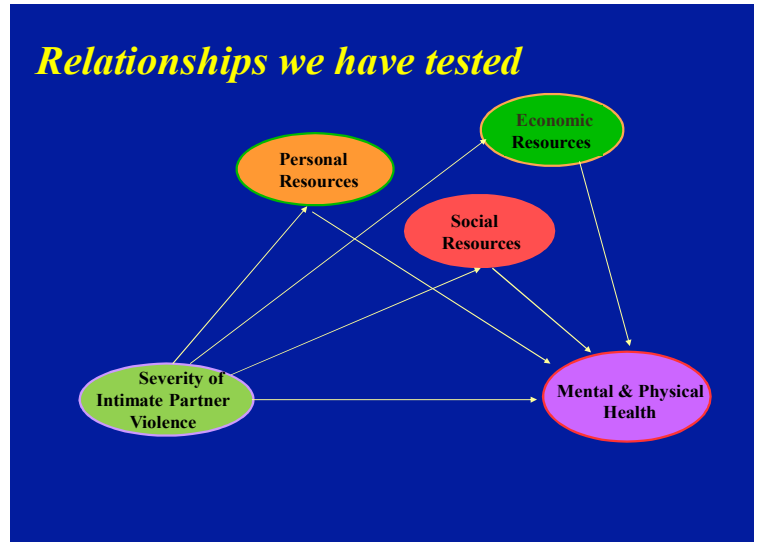 Relationships we have tested
Economic
Resources
Personal
Resources
Social
Resources
Severity of
Intimate Partner
Violence
Mental & Physical
Health